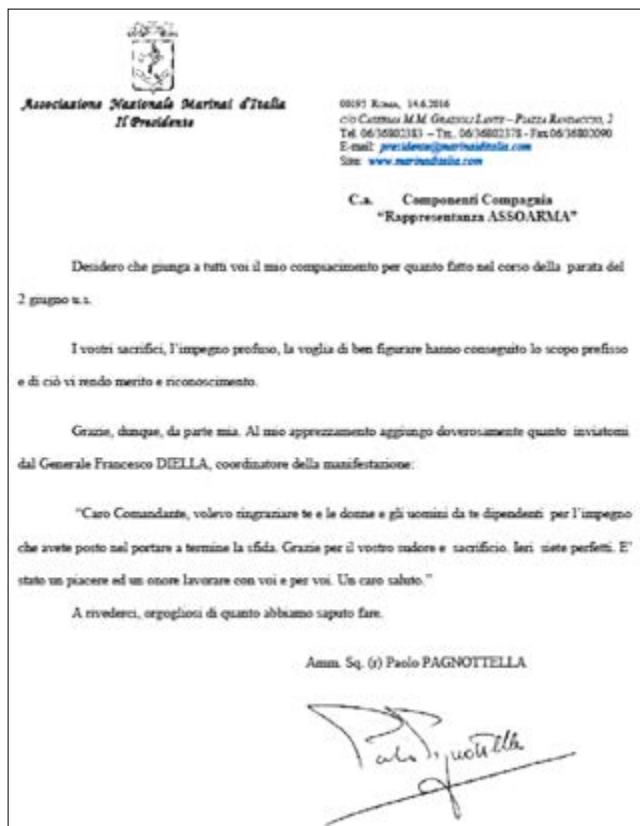 Associazione Nazionale Marinai d'Italia
Il Presidente
00195 Roma, 14.6.2016
c/o Caserma M.M. Grazioli Lante – Piazza Randaccio, 2
Tel. 06/36802383 – Tel. 06/36802378 - Fax 06/36802090
E-mail: presidente@marinaiditalia.com
Site: www.marinaiditalia.com
C.a. Componenti Compagnia
"Rappresentanza ASSOARMA"
Desidero che giunga a tutti voi il mio compiacimento per quanto fatto nel corso della parata del
2 giugno u.s.
I vostri sacrifici, l'impegno profuso, la voglia di ben figurare hanno conseguito lo scopo prefisso
e di ciò vi rendo merito e riconoscimento.
Grazie, dunque, da parte mia. Al mio apprezzamento aggiungo doverosamente quanto inviatomi
dal Generale Francesco DIELLA, coordinatore della manifestazione:
"Caro Comandante, volevo ringraziare te e le donne e gli uomini da te dipendenti per l'impegno
che avete posto nel portare a termine la sfida. Grazie per il vostro sudore e sacrificio. Ieri siete perfetti. E'
stato un piacere ed un onore lavorare con voi e per voi. Un caro saluto."
A rivederci, orgogliosi di quanto abbiamo saputo fare.
Amm. Sq. (r) Paolo PAGNOTTELLA
Paolo Pagnottella